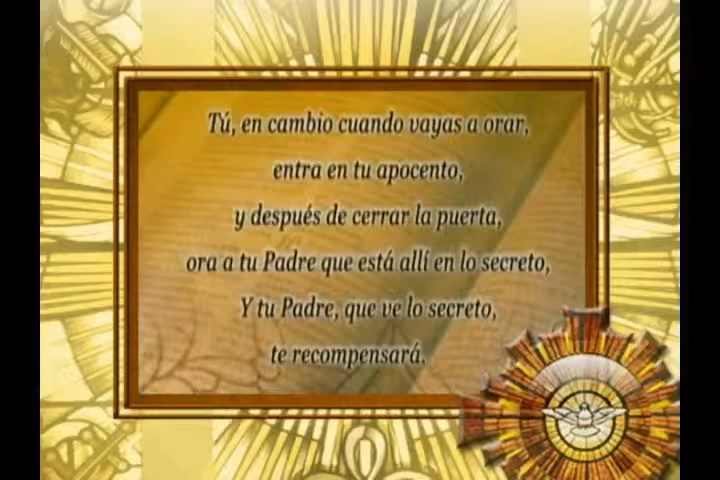 Tú, en cambio cuando vayas a orar,
entra en tu apocento,
y después de cerrar la puerta,
ora a tu Padre que está allí en lo secreto,
Y tu Padre, que ve lo secreto,
te recompensará.